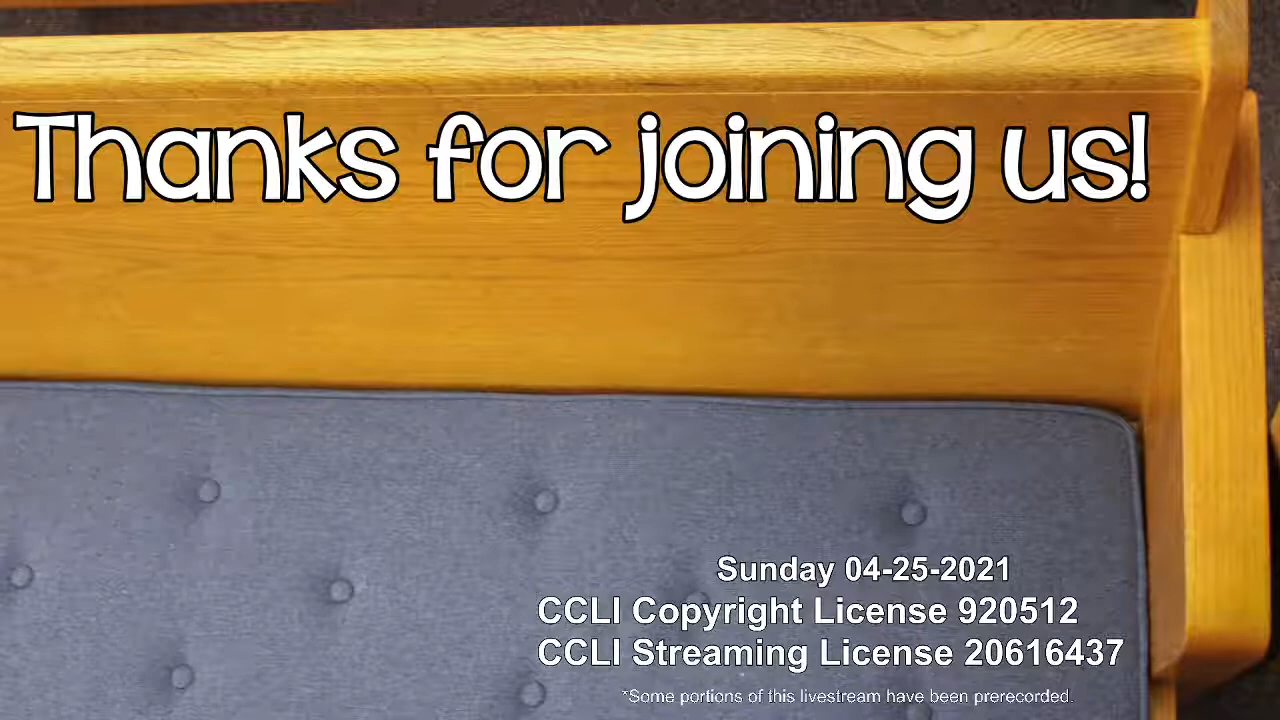 Thanks for joining us!
Sunday 04-25-2021
CCLI Copyright License 920512
CCLI Streaming License 20616437
*Some portions of this livestream have been prerecorded.